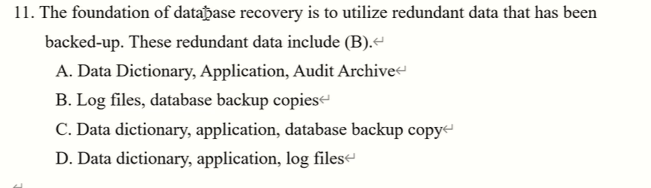 11. The foundation of database recovery is to utilize redundant data that has been
backed-up. These redundant data include (B).
A. Data Dictionary, Application, Audit Archive
B. Log files, database backup copies
C. Data dictionary, application, database backup copy
D. Data dictionary, application, log files